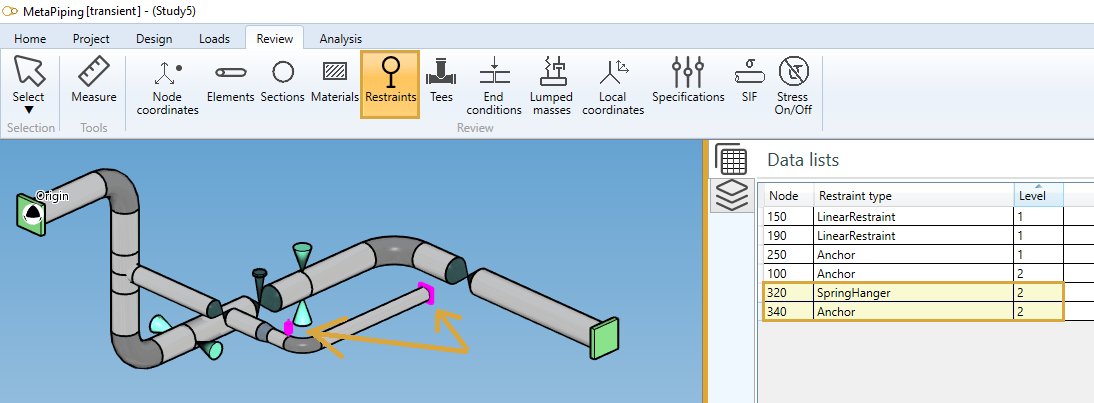 MetaPiping [transient] - (Study5)
Home Project Design Loads Review Analysis
Select Measure Node coordinates Elements Sections Materials Restraints Tees End conditions Lumped masses Local coordinates Specifications SIF Stress On/Off
Selection Tools Review
Origin
Data lists
Node Restraint type Level
150 LinearRestraint 1
190 LinearRestraint 1
250 Anchor 1
100 Anchor 2
320 SpringHanger 2
340 Anchor 2